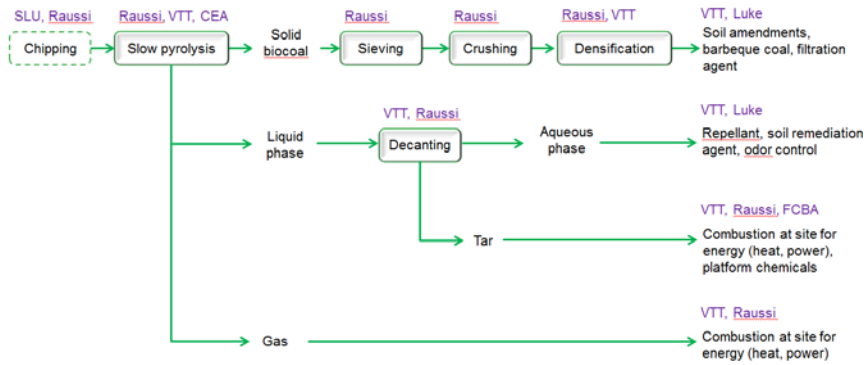 SLU, Raussi
Raussi, VTT, CEA
Raussi
Raussi
Raussi, VTT
VTT, Luke
Chipping
Slow pyrolysis
Solid
biocoal
Sieving
Crushing
Densification
Soil amendments,
barbeque coal, filtration
agent
VTT, Raussi
VTT, Luke
Liquid
phase
Decanting
Aqueous
phase
Repellant, soil remediation
agent, odor control
VTT, Raussi, FCBA
Tar
Combustion at site for
energy (heat, power),
platform chemicals
VTT, Raussi
Gas
Combustion at site for
energy (heat, power)